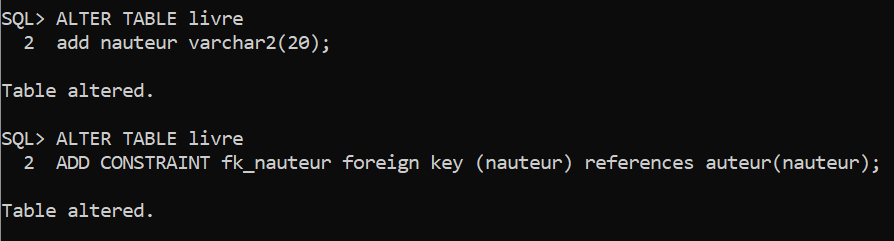 SQL> ALTER TABLE livre
  2  add nauteur varchar2(20);
Table altered.
SQL> ALTER TABLE livre
  2  ADD CONSTRAINT fk_nauteur foreign key (nauteur) references auteur(nauteur);
Table altered.